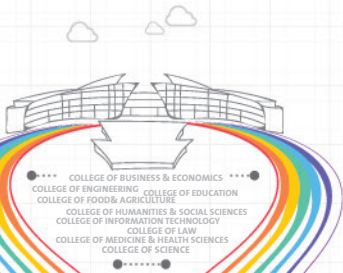 COLLEGE OF BUSINESS & ECONOMICS
COLLEGE OF ENGINEERING COLLEGE OF EDUCATION
COLLEGE OF FOOD& AGRICULTURE
COLLEGE OF HUMANITIES & SOCIAL SCIENCES
COLLEGE OF INFORMATION TECHNOLOGY
COLLEGE OF LAW
COLLEGE OF MEDICINE & HEALTH SCIENCES
COLLEGE OF SCIENCE